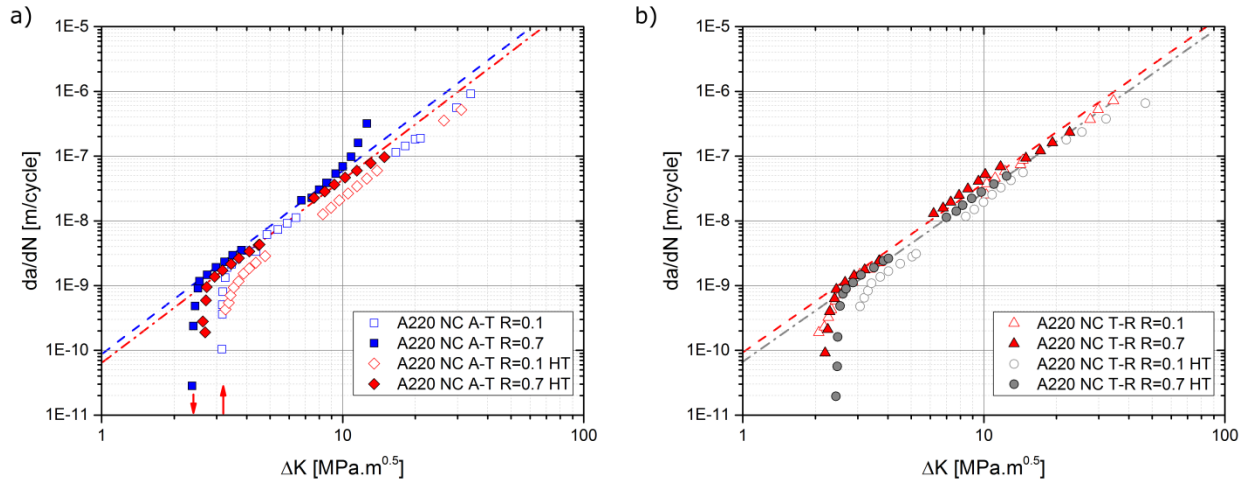 a)
da/dN [m/cycle]
1E-5
1E-6
1E-7
1E-8
1E-9
1E-10
1E-11
A220 NC A-T R=0.1
A220 NC A-T R=0.7
A220 NC A-T R=0.1 HT
A220 NC A-T R=0.7 HT
1 10 100
ΔK [MPa.m^0.5]
b)
da/dN [m/cycle]
1E-5
1E-6
1E-7
1E-8
1E-9
1E-10
1E-11
A220 NC T-R R=0.1
A220 NC T-R R=0.7
A220 NC T-R R=0.1 HT
A220 NC T-R R=0.7 HT
1 10 100
ΔK [MPa.m^0.5]